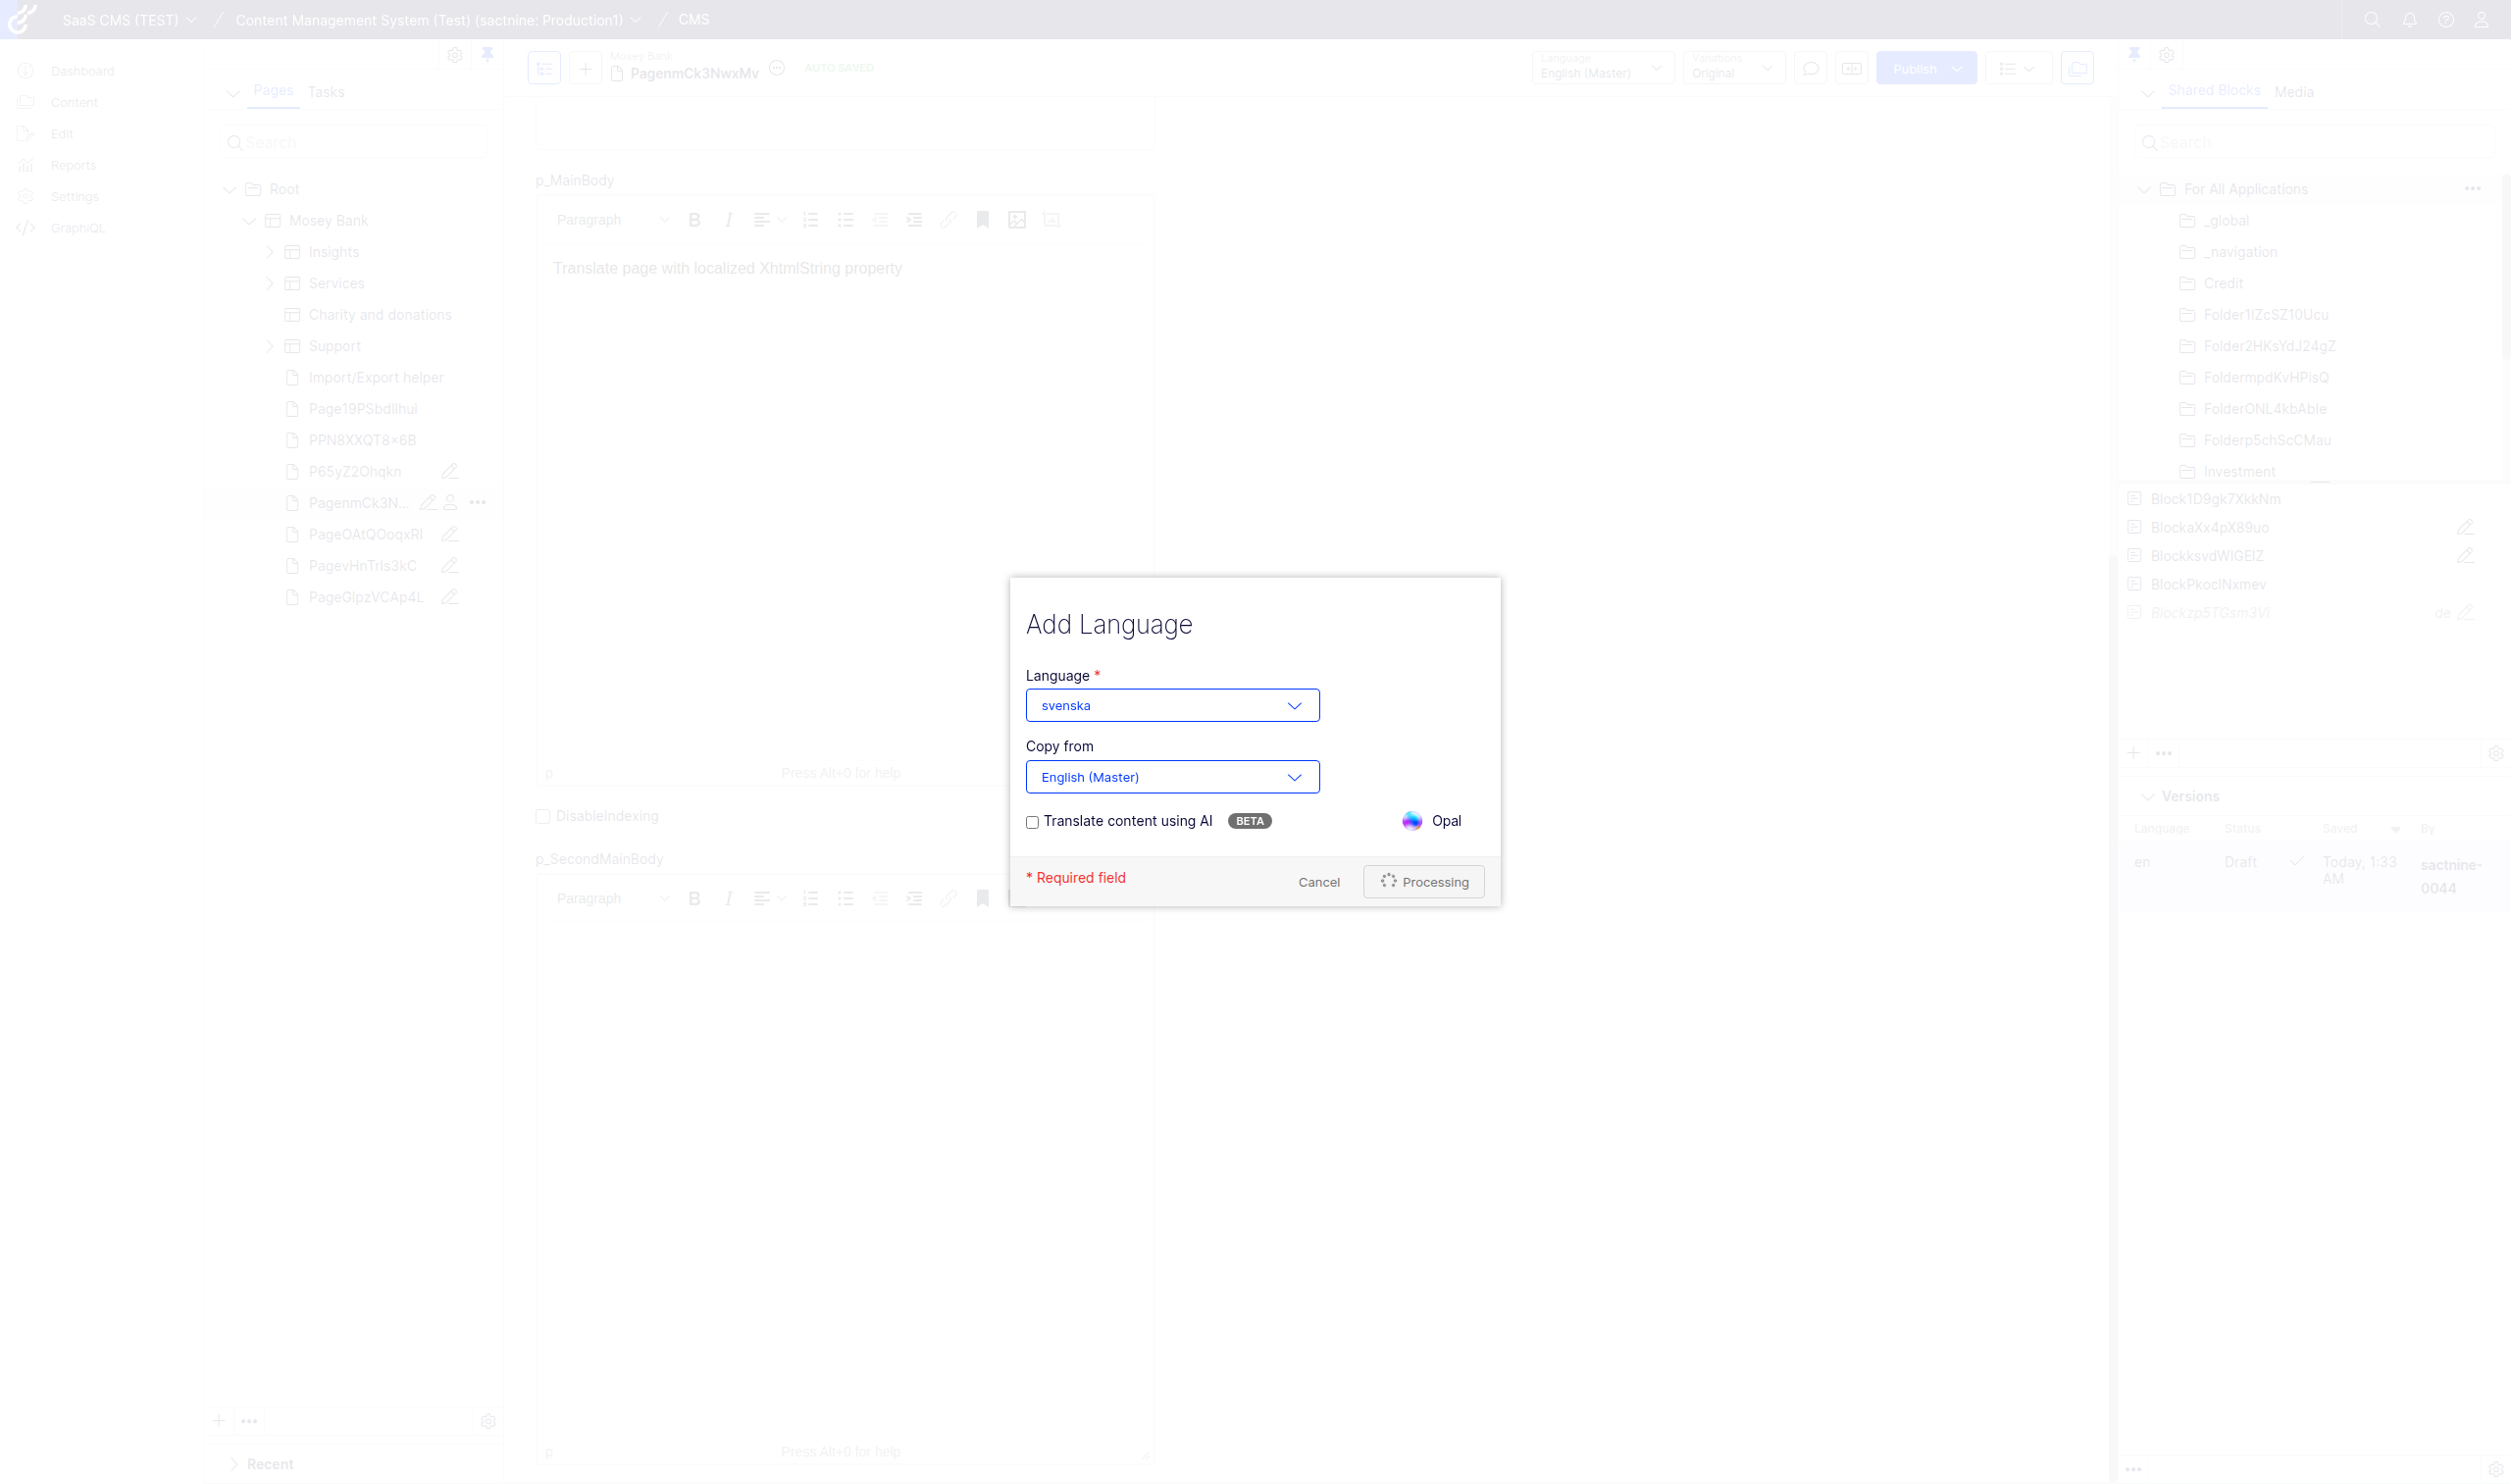 SaaS CMS (TEST) / Content Management System (Test) (sactnine: Production1) / CMS
Dashboard
Content
Edit
Reports
Settings
GraphiQL
Pages Tasks
Search
Root
Mosey Bank
Insights
Services
Charity and donations
Support
Import/Export helper
PPN8XXQT8x6B
P65yZ2Ohqkn
PagenmCk3N...
PageOAtQOoqxRl
PagevHnTrls3kC
PageGlpzVCAp4L
Recent
Mosey Bank
PagenmCk3NwxMv
AUTO SAVED
Language
English (Master)
Variations
Original
Publish
p_MainBody
Paragraph
Translate page with localized XhtmlString property
p
Press Alt+0 for help
DisableIndexing
p_SecondMainBody
Paragraph
p
Press Alt+0 for help
Add Language
Language *
svenska
Copy from
English (Master)
Translate content using AI BETA Opal
* Required field
Cancel
Processing
Shared Blocks Media
Search
For All Applications
_global
_navigation
Credit
Folder1IZcSZ10Ucu
Folder2HKsYdJ24gZ
FoldermpdKvHPisQ
FolderONL4kbAbIe
Folderp5chScCMau
Investment
Block1D9gk7XkkNm
BlockaXx4pX89uo
BlockksvdWIGEIZ
BlockPkoclNxmev
Blockzp5TGsm3Vi de
Versions
Language Status Saved By
en Draft Today, 1:33 AM sactnine-0044